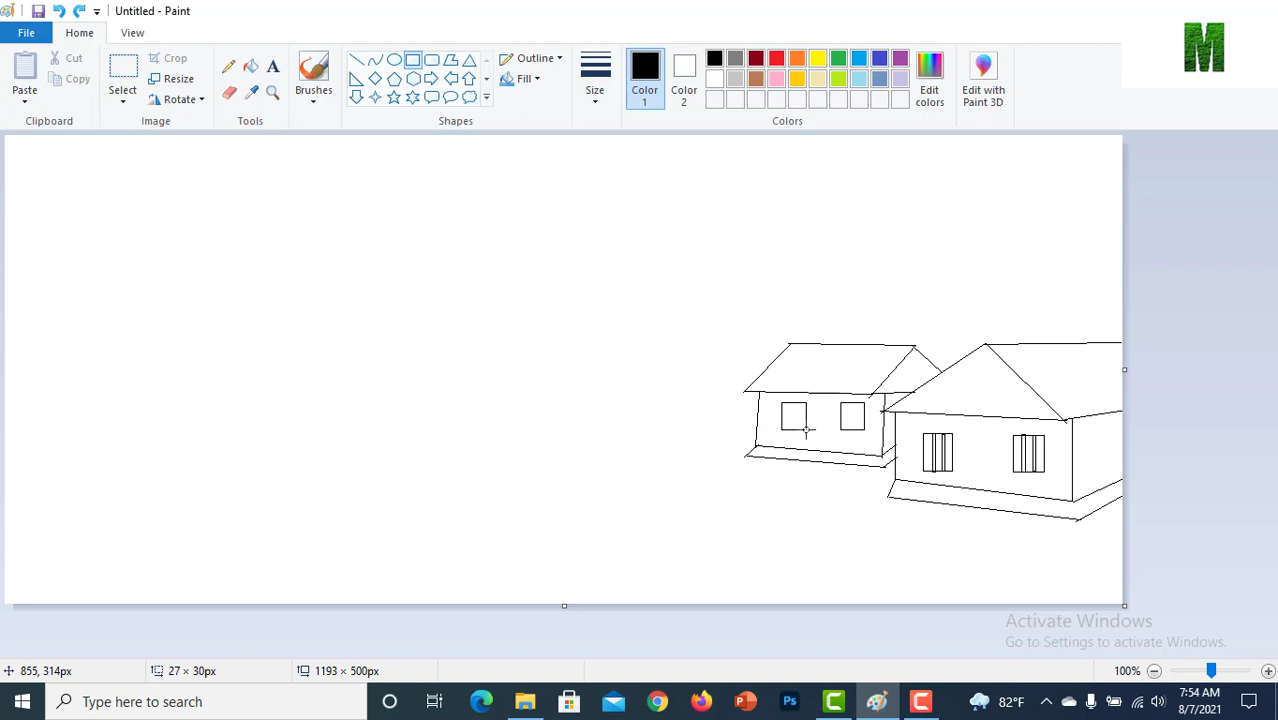 Untitled - Paint
File Home View
Paste
Cut
Copy
Clipboard
Select
Crop
Resize
Rotate
Image
A
Tools
Brushes
Outline
Fill
Shapes
Size
Color 1
Color 2
Edit colors
Colors
Edit with Paint 3D
M
Activate Windows
Go to Settings to activate Windows.
855, 314px
27 × 30px
1193 × 500px
100%
Type here to search
Ps
82°F
7:54 AM
8/7/2021